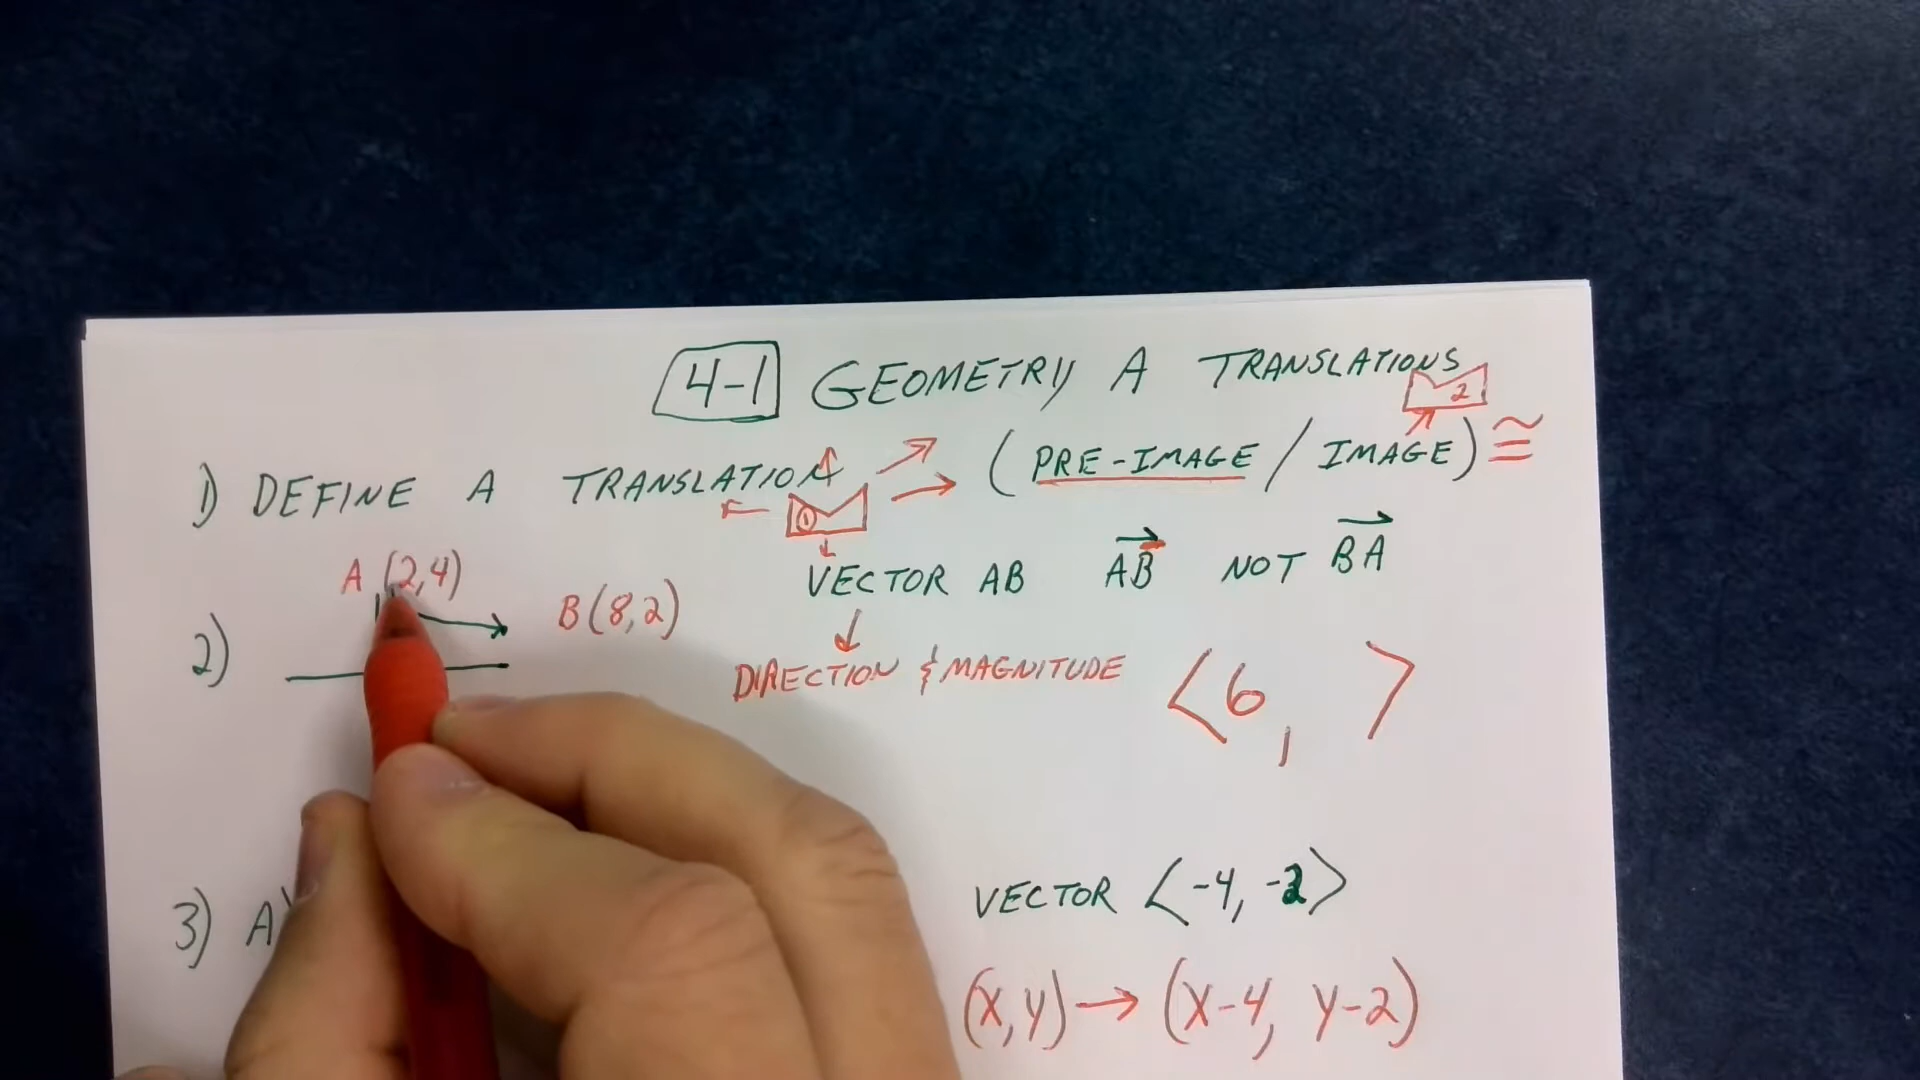 4-1 GEOMETRY A TRANSLATIONS
2
1) DEFINE A TRANSLATION (PRE-IMAGE / IMAGE) ≅
1
A (2,4)
B (8,2)
VECTOR AB AB NOT BA
2)
DIRECTION & MAGNITUDE <6, >
3) A
VECTOR <-4, -2>
(X,Y) → (X-4, Y-2)